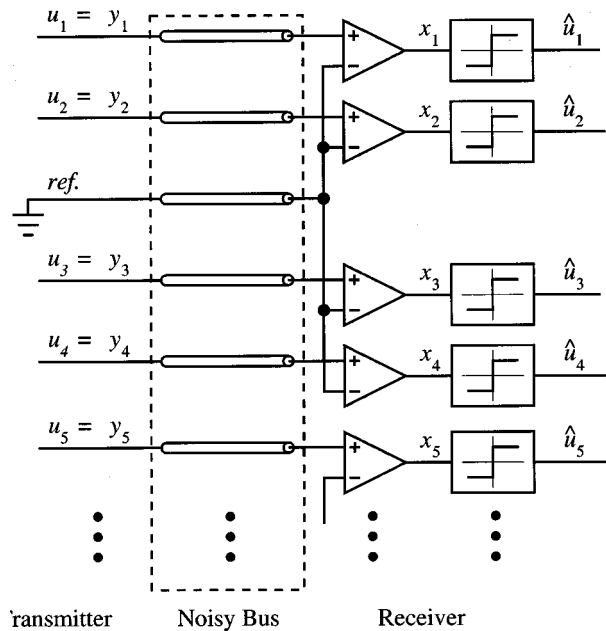 u1 = y1 + − x1 û1
u2 = y2 + − x2 û2
ref.
u3 = y3 + − x3 û3
u4 = y4 + − x4 û4
u5 = y5 + − x5 û5
ransmitter Noisy Bus Receiver